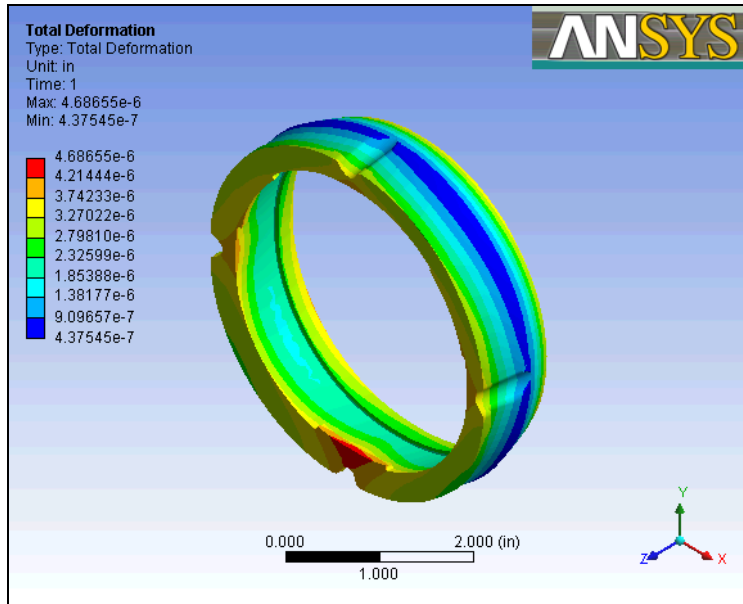 Total Deformation
Type: Total Deformation
Unit: in
Time: 1
Max: 4.68655e-6
Min: 4.37545e-7
ANSYS
4.68655e-6
4.21444e-6
3.74233e-6
3.27022e-6
2.79810e-6
2.32599e-6
1.85388e-6
1.38177e-6
9.09657e-7
4.37545e-7
0.000
2.000 (in)
1.000
Y
Z
X